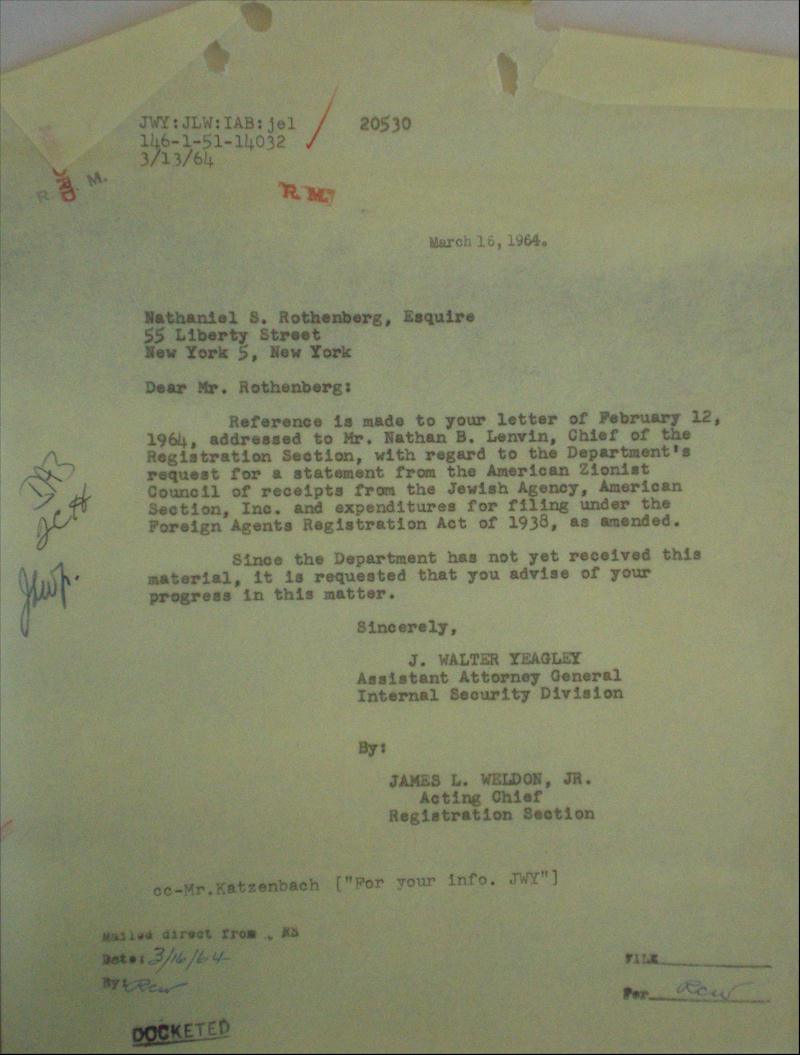 JWY:JLW:IAB:jel 20530
146-1-51-14032
3/13/64
R. M.
R. M.
March 16, 1964.
Nathaniel S. Rothenberg, Esquire
55 Liberty Street
New York 5, New York
Dear Mr. Rothenberg:
Reference is made to your letter of February 12,
1964, addressed to Mr. Nathan B. Lenvin, Chief of the
Registration Section, with regard to the Department's
request for a statement from the American Zionist
Council of receipts from the Jewish Agency, American
Section, Inc. and expenditures for filing under the
Foreign Agents Registration Act of 1938, as amended.
Since the Department has not yet received this
material, it is requested that you advise of your
progress in this matter.
Sincerely,
J. WALTER YEAGLEY
Assistant Attorney General
Internal Security Division
By:
JAMES L. WELDON, JR.
Acting Chief
Registration Section
cc-Mr.Katzenbach ["For your info. JWY"]
Mailed direct from RS
Date: 3/16/64
By: Rcw
FILE
Per Rcw
DOCKETED